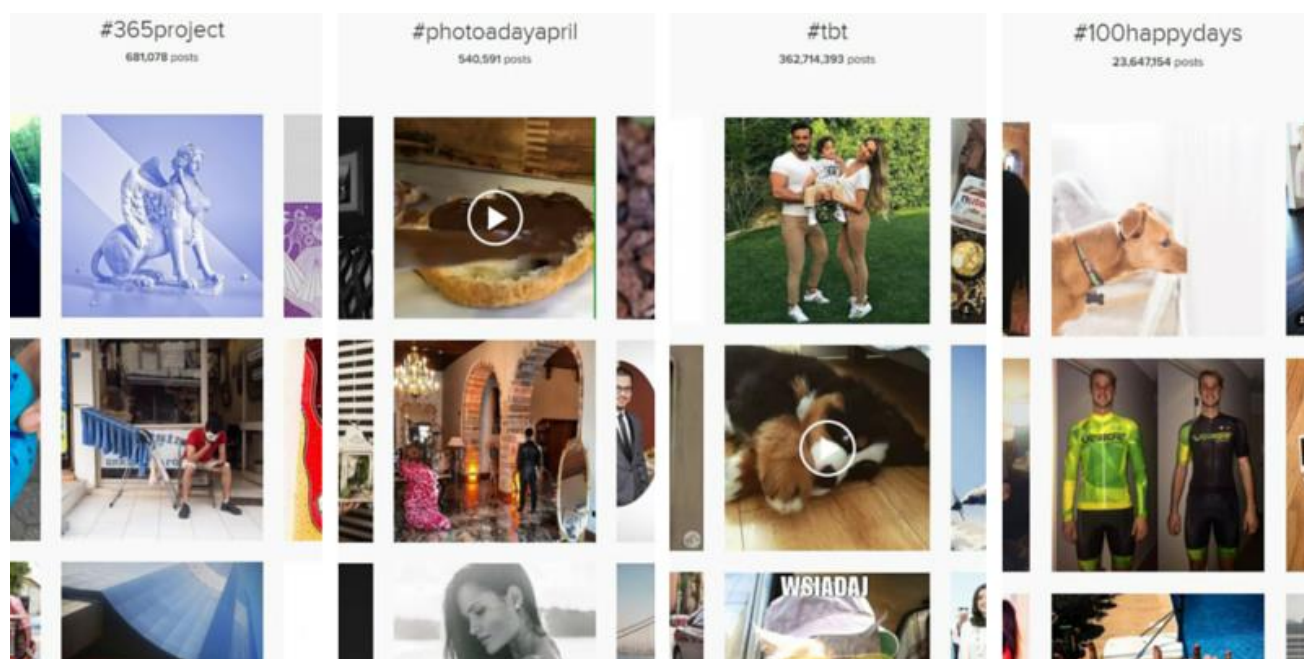 #365project
681,078 posts
#photoadayapril
540,591 posts
#tbt
362,714,393 posts
#100happydays
23,647,154 posts
WSIADAJ